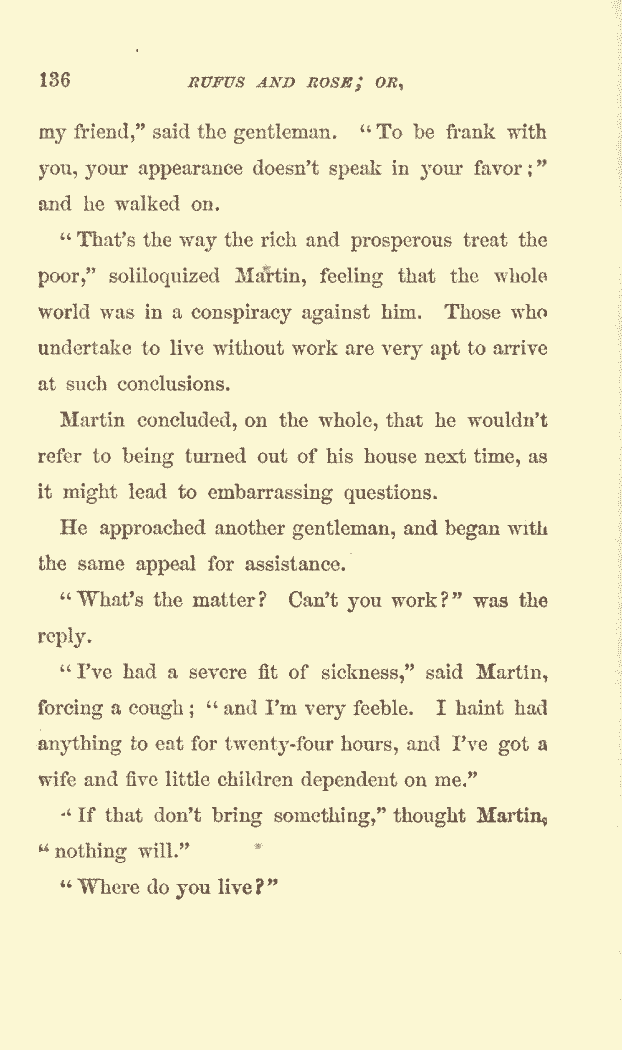 136 RUFUS AND ROSE; OR,
my friend,” said the gentleman. “To be frank with
you, your appearance doesn’t speak in your favor;”
and he walked on.
“That’s the way the rich and prosperous treat the
poor,” soliloquized Martin, feeling that the whole
world was in a conspiracy against him. Those who
undertake to live without work are very apt to arrive
at such conclusions.
Martin concluded, on the whole, that he wouldn’t
refer to being turned out of his house next time, as
it might lead to embarrassing questions.
He approached another gentleman, and began with
the same appeal for assistance.
“What’s the matter? Can’t you work?” was the
reply.
“I’ve had a severe fit of sickness,” said Martin,
forcing a cough; “and I’m very feeble. I haint had
anything to eat for twenty-four hours, and I’ve got a
wife and five little children dependent on me.”
“If that don’t bring something,” thought Martin,
“nothing will.”
“Where do you live?”